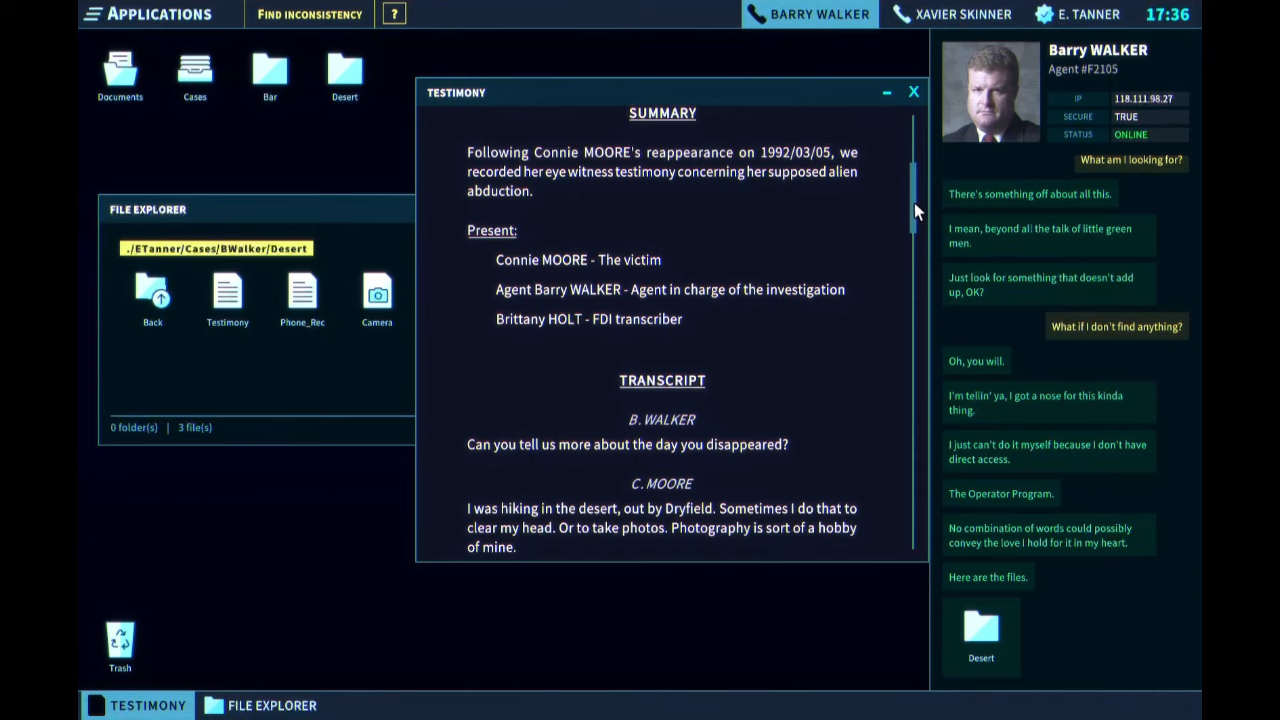 APPLICATIONS
FIND INCONSISTENCY
?
BARRY WALKER
XAVIER SKINNER
E. TANNER
17:36
Documents
Cases
Bar
Desert
FILE EXPLORER
./ETanner/Cases/BWalker/Desert
Back
Testimony
Phone_Rec
Camera
0 folder(s) | 3 file(s)
Trash
TESTIMONY
X
SUMMARY
Following Connie MOORE's reappearance on 1992/03/05, we
recorded her eye witness testimony concerning her supposed alien
abduction.
Present:
Connie MOORE - The victim
Agent Barry WALKER - Agent in charge of the investigation
Brittany HOLT - FDI transcriber
TRANSCRIPT
B. WALKER
Can you tell us more about the day you disappeared?
C. MOORE
I was hiking in the desert, out by Dryfield. Sometimes I do that to
clear my head. Or to take photos. Photography is sort of a hobby
of mine.
Barry WALKER
Agent #F2105
IP 118.111.98.27
SECURE TRUE
STATUS ONLINE
What am I looking for?
There's something off about all this.
I mean, beyond all the talk of little green
men.
Just look for something that doesn't add
up, OK?
What if I don't find anything?
Oh, you will.
I'm tellin' ya, I got a nose for this kinda
thing.
I just can't do it myself because I don't have
direct access.
The Operator Program.
No combination of words could possibly
convey the love I hold for it in my heart.
Here are the files.
Desert
TESTIMONY
FILE EXPLORER